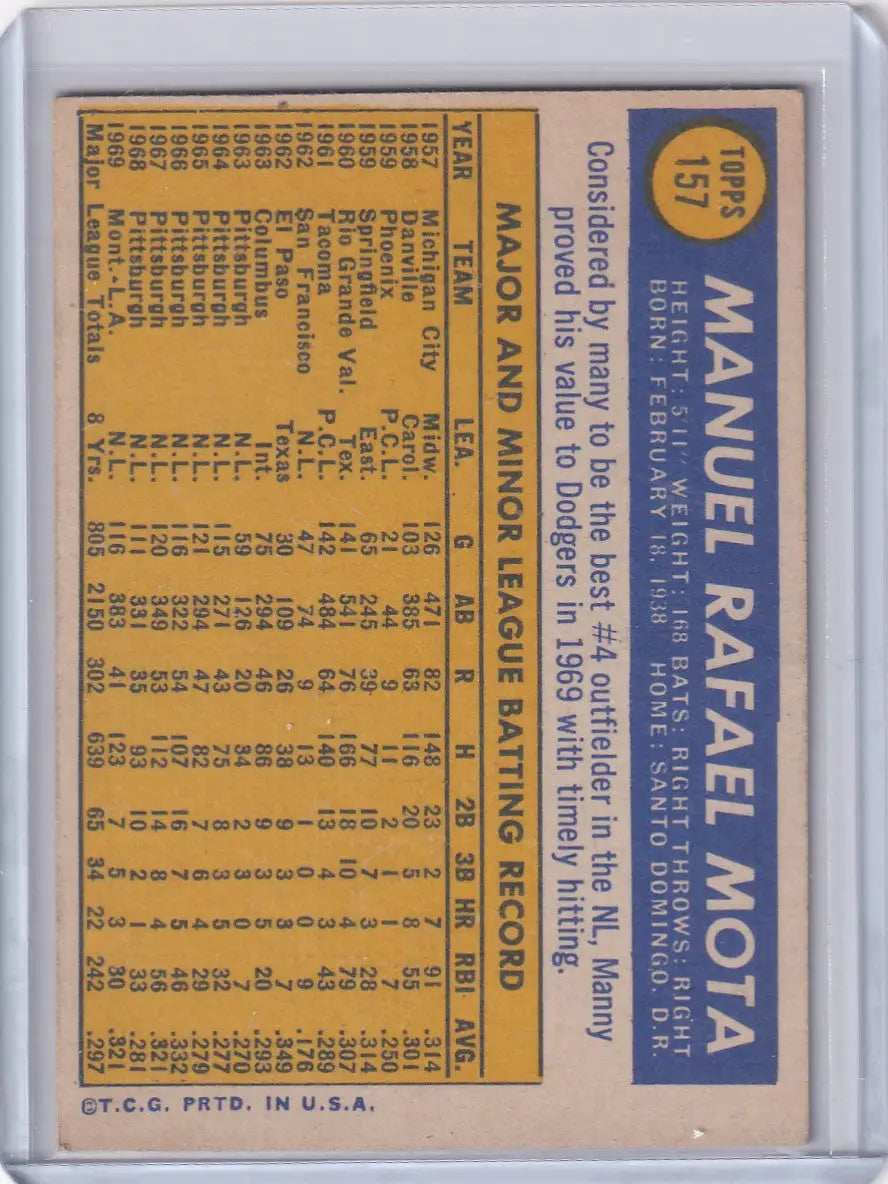 TOPPS
157
MANUEL RAFAEL MOTA
HEIGHT: 5'11" WEIGHT: 168 BATS: RIGHT THROWS: RIGHT
BORN: FEBRUARY 18, 1938 HOME: SANTO DOMINGO, D.R.
Considered by many to be the best #4 outfielder in the NL, Manny
proved his value to Dodgers in 1969 with timely hitting.
MAJOR AND MINOR LEAGUE BATTING RECORD
YEAR TEAM LEA. G AB R H 2B 3B HR RBI AVG.
1957 Michigan City Midw. 126 471 82 148 23 2 7 91 .314
1958 Danville Carol. 103 385 63 116 20 5 8 55 .301
1959 Phoenix P.C.L. 21 44 9 11 2 1 1 7 .250
1959 Springfield East. 65 245 39 77 10 7 3 28 .314
1960 Rio Grande Val. Tex. 141 541 76 166 18 10 4 79 .307
1961 Tacoma P.C.L. 142 484 64 140 13 4 3 43 .289
1962 San Francisco N.L. 47 74 9 13 1 0 0 9 .176
1962 El Paso Texas 30 109 26 38 9 3 3 7 .349
1963 Columbus Int. 75 294 46 86 9 3 5 20 .293
1963 Pittsburgh N.L. 59 126 20 34 2 3 0 7 .270
1964 Pittsburgh N.L. 115 271 43 75 8 3 5 32 .277
1965 Pittsburgh N.L. 121 294 47 82 7 6 4 29 .279
1966 Pittsburgh N.L. 116 322 54 107 16 7 5 46 .332
1967 Pittsburgh N.L. 120 349 53 112 14 8 4 56 .321
1968 Pittsburgh N.L. 111 331 35 93 10 2 1 33 .281
1969 Mont.-L.A. N.L. 116 383 41 123 7 5 3 30 .321
Major League Totals 8 Yrs. 805 2150 302 639 65 34 22 242 .297
©T.C.G. PRTD. IN U.S.A.